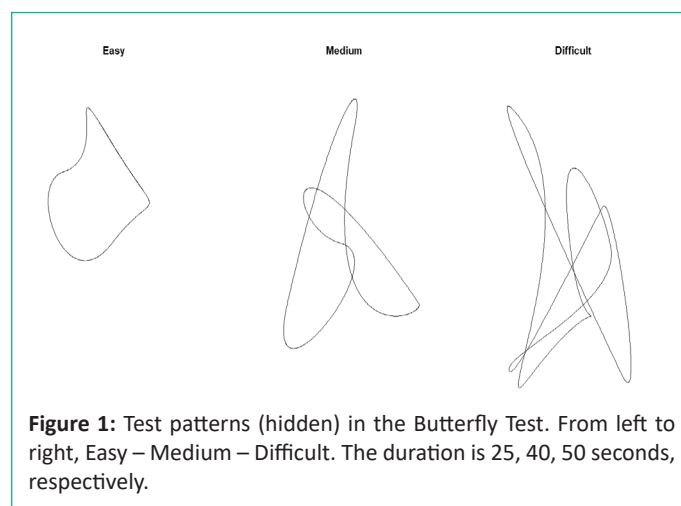 Easy Medium Difficult
Figure 1: Test patterns (hidden) in the Butterfly Test. From left to
right, Easy – Medium – Difficult. The duration is 25, 40, 50 seconds,
respectively.